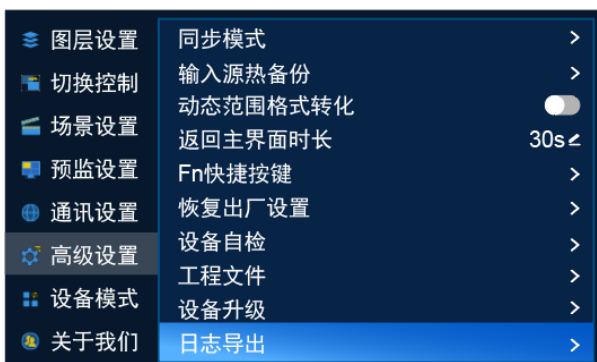 图层设置
切换控制
场景设置
预监设置
通讯设置
高级设置
设备模式
关于我们
同步模式
输入源热备份
动态范围格式转化
返回主界面时长 30s
Fn快捷按键
恢复出厂设置
设备自检
工程文件
设备升级
日志导出